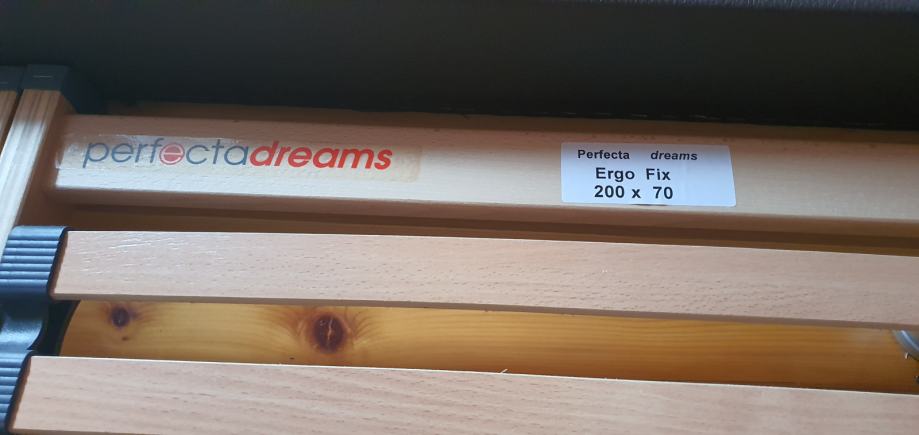 perfectadreams
Perfecta dreams
Ergo Fix
200 x 70